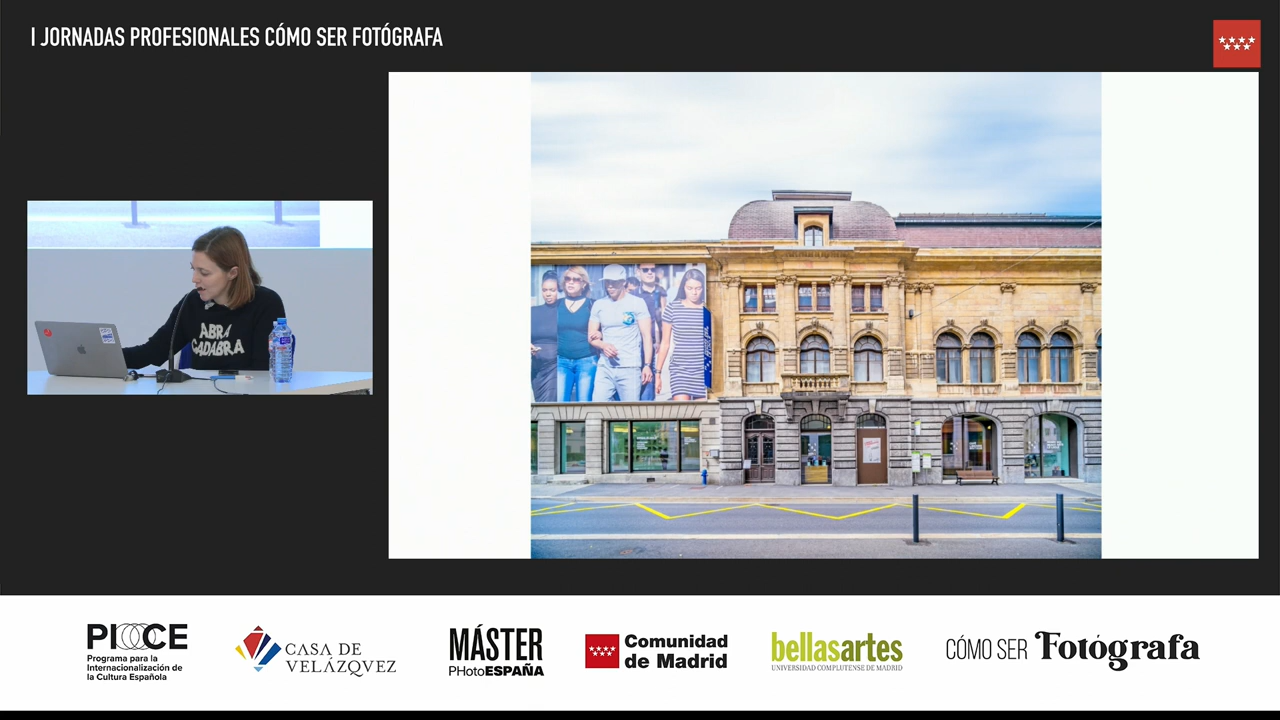 I JORNADAS PROFESIONALES CÓMO SER FOTÓGRAFA
ABRA
CADABRA
PICE
Programa para la
Internacionalización de
la Cultura Española
CASA DE
VELÁZQVEZ
MÁSTER
PHotoESPAÑA
Comunidad
de Madrid
bellasartes
UNIVERSIDAD COMPLUTENSE DE MADRID
CÓMO SER Fotógrafa